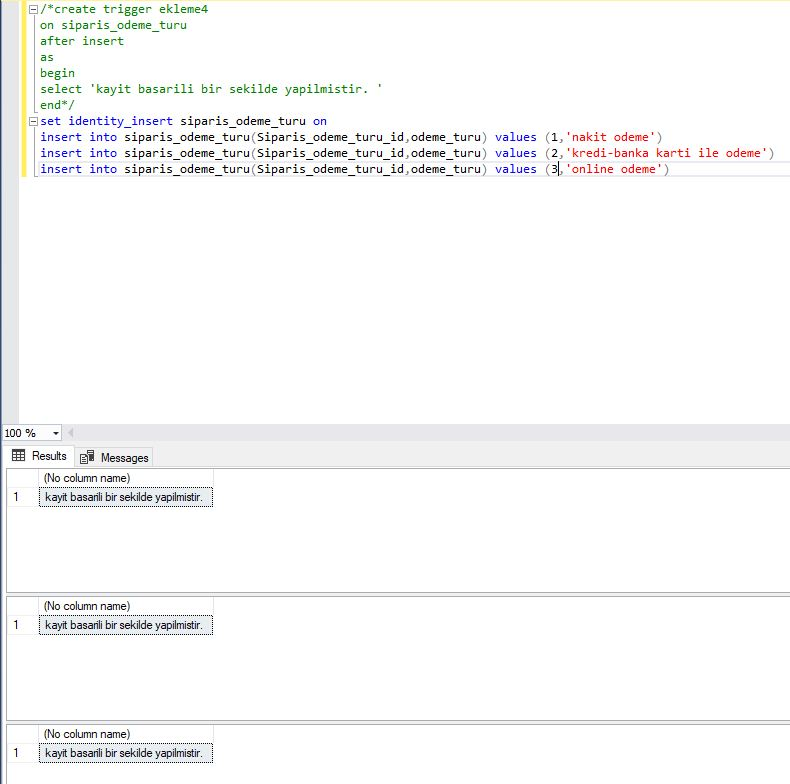 /*create trigger ekleme4
on siparis_odeme_turu
after insert
as
begin
select 'kayit basarili bir sekilde yapilmistir. '
end*/
set identity_insert siparis_odeme_turu on
insert into siparis_odeme_turu(Siparis_odeme_turu_id,odeme_turu) values (1,'nakit odeme')
insert into siparis_odeme_turu(Siparis_odeme_turu_id,odeme_turu) values (2,'kredi-banka karti ile odeme')
insert into siparis_odeme_turu(Siparis_odeme_turu_id,odeme_turu) values (3,'online odeme')
100 %
Results Messages
(No column name)
1 kayit basarili bir sekilde yapilmistir.
(No column name)
1 kayit basarili bir sekilde yapilmistir.
(No column name)
1 kayit basarili bir sekilde yapilmistir.